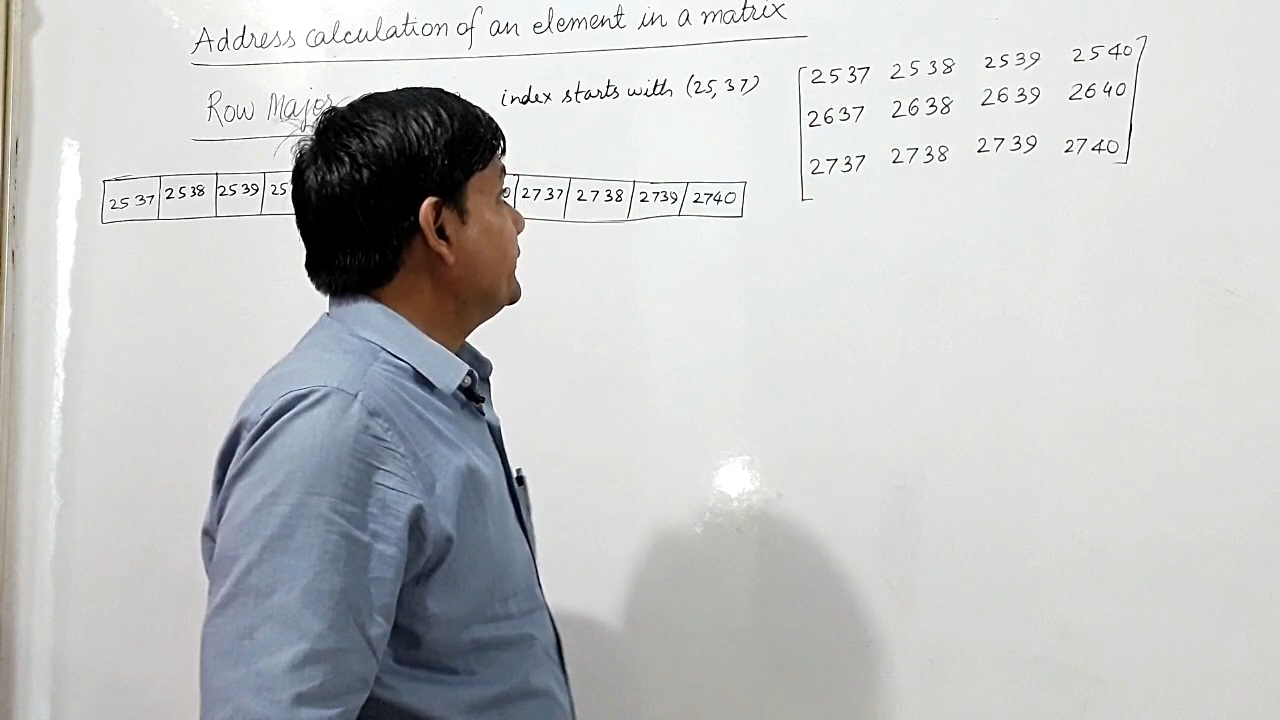 Address calculation of an element in a matrix
Row Major
index starts with (25, 37)
2537 2538 2539 2540
2637 2638 2639 2640
2737 2738 2739 2740
2537 2538 2539 25 0 2737 2738 2739 2740